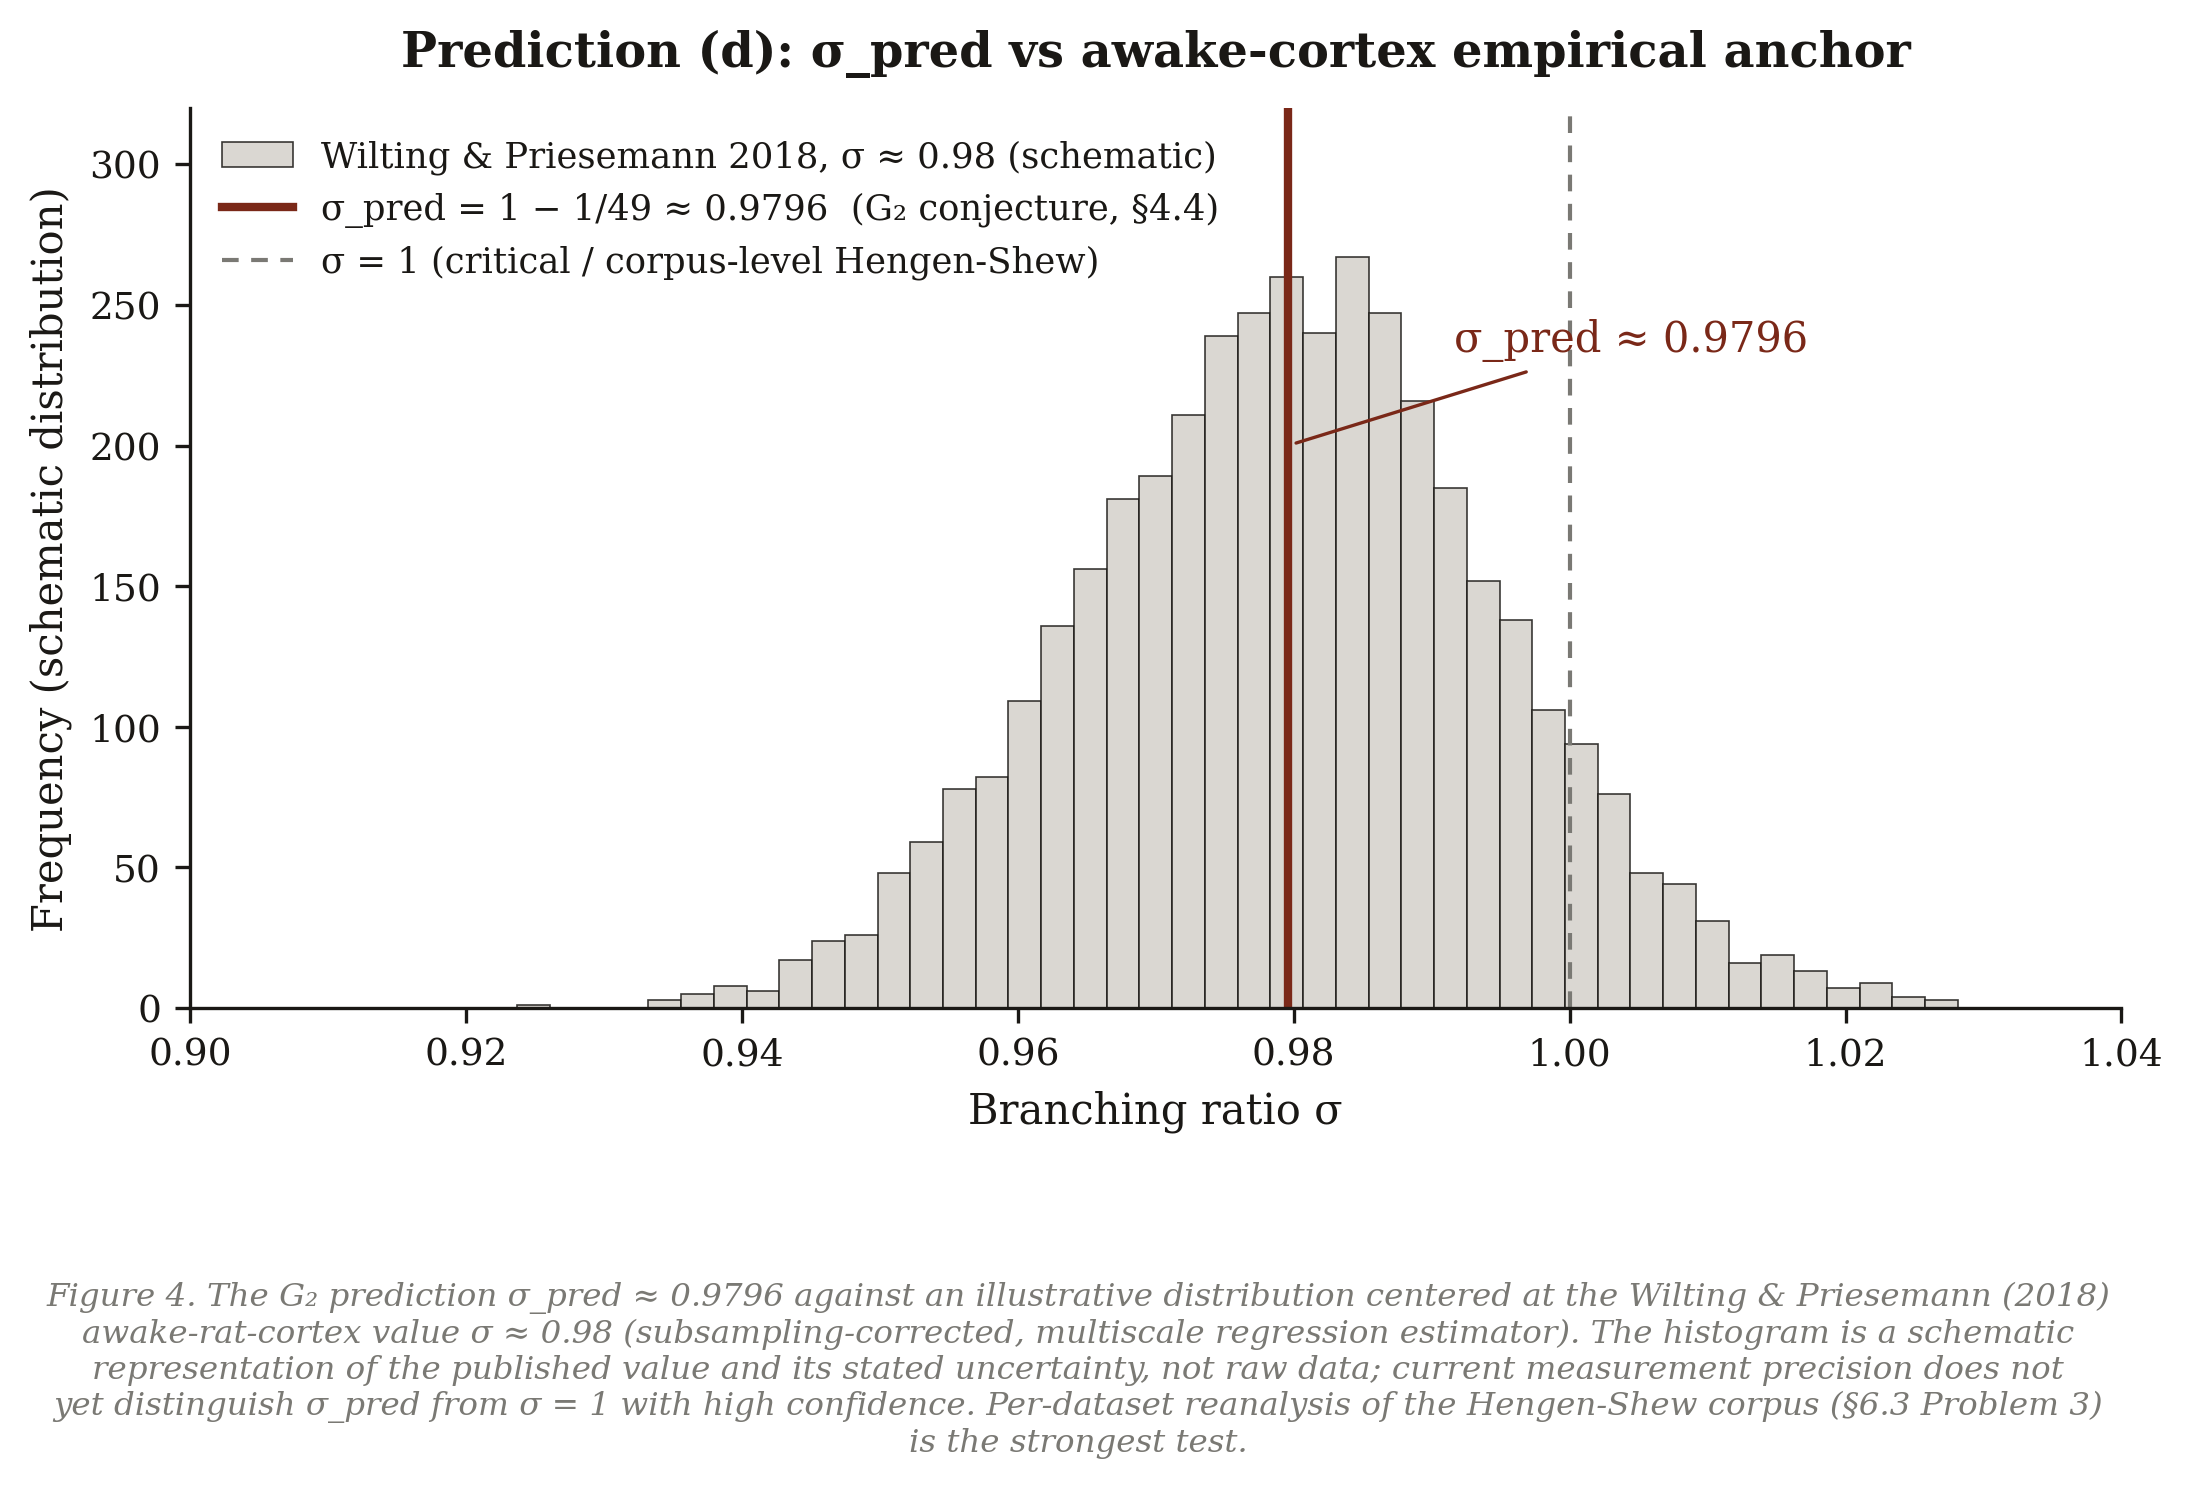 Prediction (d): σ_pred vs awake-cortex empirical anchor
Wilting & Priesemann 2018, σ ≈ 0.98 (schematic)
σ_pred = 1 − 1/49 ≈ 0.9796 (G₂ conjecture, §4.4)
σ = 1 (critical / corpus-level Hengen-Shew)
σ_pred ≈ 0.9796
Frequency (schematic distribution)
300
250
200
150
100
50
0
0.90 0.92 0.94 0.96 0.98 1.00 1.02 1.04
Branching ratio σ
Figure 4. The G₂ prediction σ_pred ≈ 0.9796 against an illustrative distribution centered at the Wilting & Priesemann (2018)
awake-rat-cortex value σ ≈ 0.98 (subsampling-corrected, multiscale regression estimator). The histogram is a schematic
representation of the published value and its stated uncertainty, not raw data; current measurement precision does not
yet distinguish σ_pred from σ = 1 with high confidence. Per-dataset reanalysis of the Hengen-Shew corpus (§6.3 Problem 3)
is the strongest test.